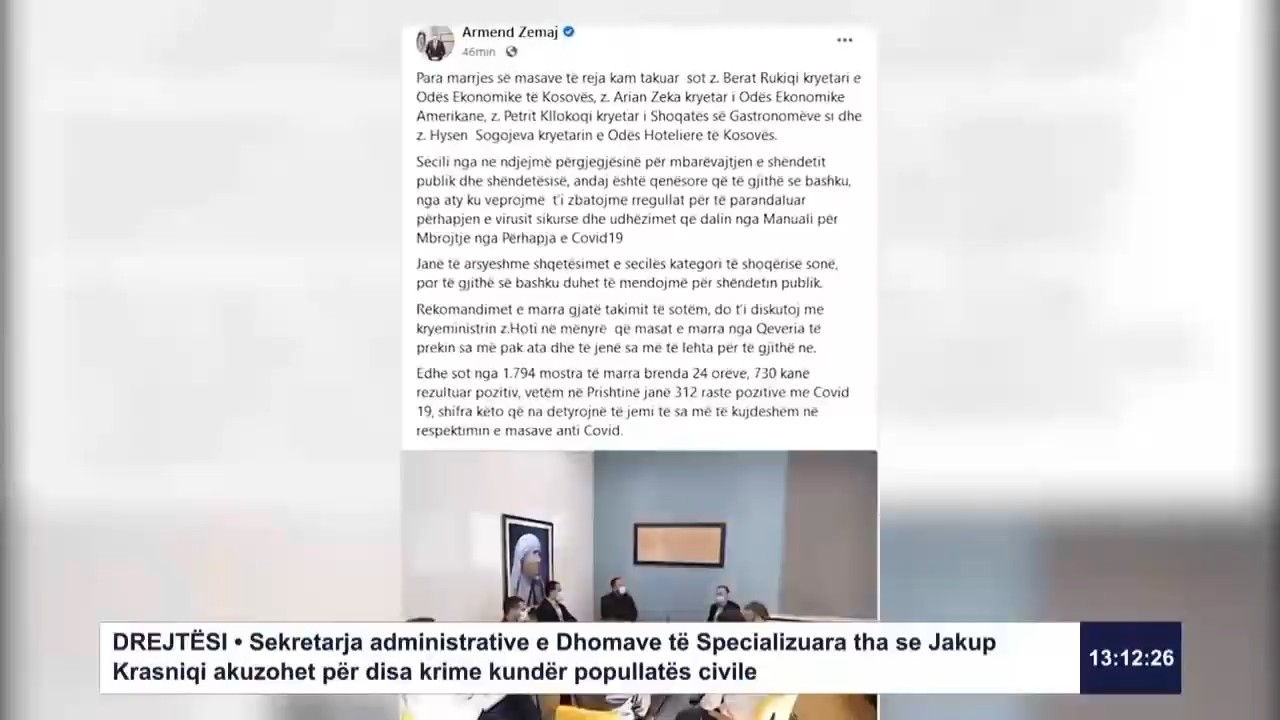 Armend Zemaj
46min
Para marrjes së masave të reja kam takuar sot z. Berat Rukiqi kryetari e
Odës Ekonomike të Kosovës, z. Arian Zeka kryetar i Odës Ekonomike
Amerikane, z. Petrit Kllokoqi kryetar i Shoqatës së Gastronomëve si dhe
z. Hysen Sogojeva kryetarin e Odës Hoteliere të Kosovës.
Secili nga ne ndjejmë përgjegjësinë për mbarëvajtjen e shëndetit
publik dhe shëndetësisë, andaj është qenësore që të gjithë se bashku,
nga aty ku veprojmë t'i zbatojmë rregullat për të parandaluar
përhapjen e virusit sikurse dhe udhëzimet që dalin nga Manuali për
Mbrojtje nga Përhapja e Covid19
Janë të arsyeshme shqetësimet e secilës kategori të shoqërisë sonë,
por të gjithë së bashku duhet të mendojmë për shëndetin publik.
Rekomandimet e marra gjatë takimit të sotëm, do t'i diskutoj me
kryeministrin z.Hoti në mënyrë që masat e marra nga Qeveria të
prekin sa më pak ata dhe të jenë sa më të lehta për të gjithë ne.
Edhe sot nga 1.794 mostra të marra brenda 24 orëve, 730 kanë
rezultuar pozitiv, vetëm në Prishtinë janë 312 raste pozitive me Covid
19, shifra këto që na detyrojnë të jemi të sa më të kujdeshëm në
respektimin e masave anti Covid.
DREJTËSI • Sekretarja administrative e Dhomave të Specializuara tha se Jakup
Krasniqi akuzohet për disa krime kundër popullatës civile
13:12:26